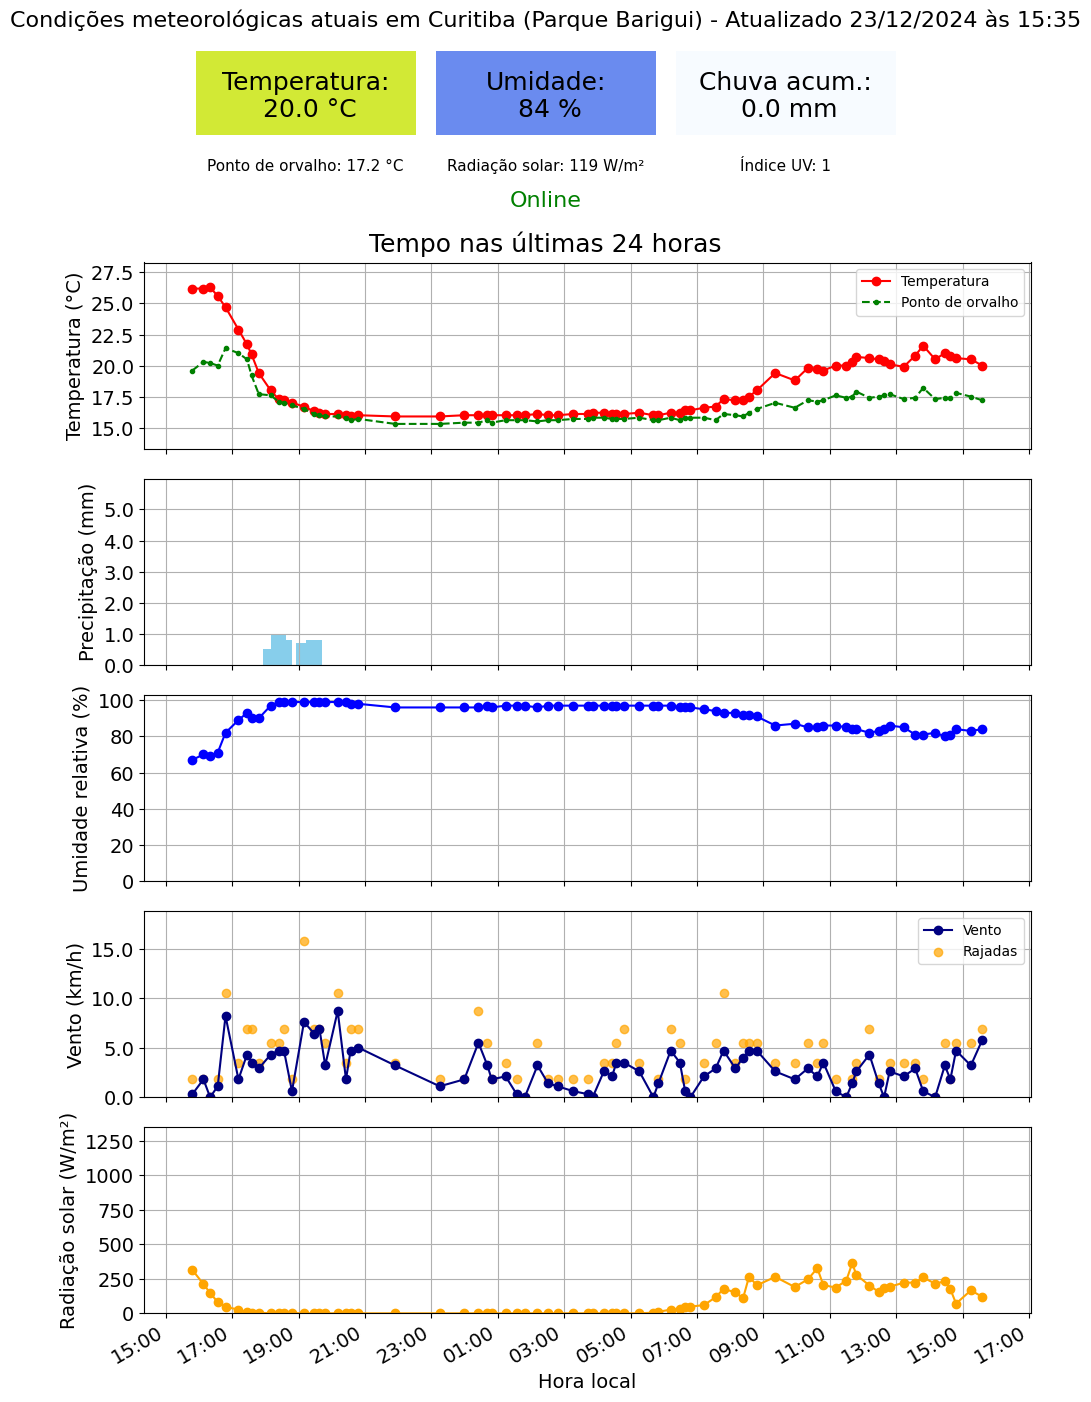 Condições meteorológicas atuais em Curitiba (Parque Barigui) - Atualizado 23/12/2024 às 15:35
Temperatura:
20.0 °C
Umidade:
84 %
Chuva acum.:
0.0 mm
Ponto de orvalho: 17.2 °C
Radiação solar: 119 W/m²
Índice UV: 1
Online
Tempo nas últimas 24 horas
Temperatura (°C)
27.5
25.0
22.5
20.0
17.5
15.0
Temperatura
Ponto de orvalho
Precipitação (mm)
5.0
4.0
3.0
2.0
1.0
0.0
Umidade relativa (%)
100
80
60
40
20
0
Vento (km/h)
15.0
10.0
5.0
0.0
Vento
Rajadas
Radiação solar (W/m²)
1250
1000
750
500
250
0
15:00
17:00
19:00
21:00
23:00
01:00
03:00
05:00
07:00
09:00
11:00
13:00
15:00
17:00
Hora local